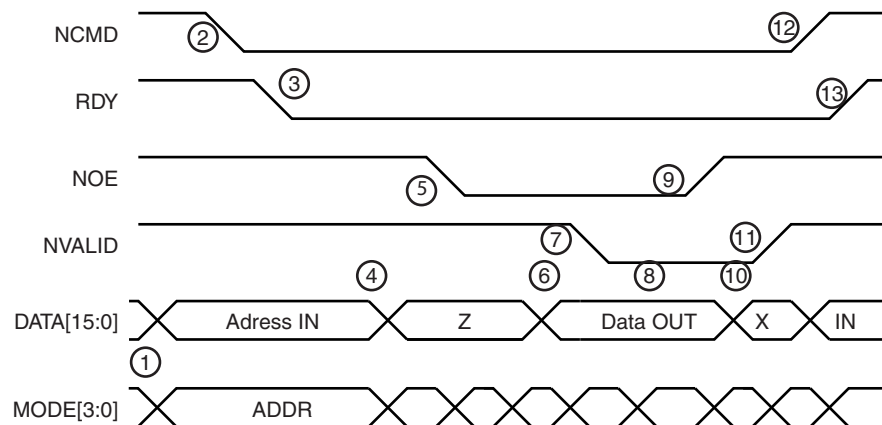 NCMD
2
12
RDY
3
13
NOE
5
9
NVALID
7
11
4
6
8
10
DATA[15:0]
Adress IN
Z
Data OUT
X
IN
1
MODE[3:0]
ADDR